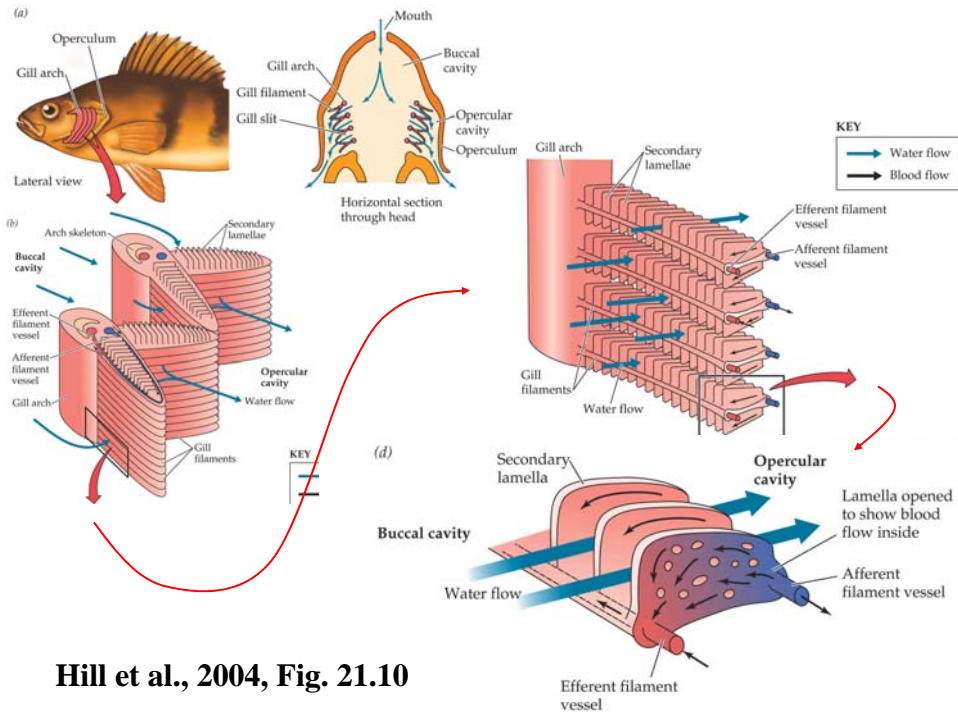 (a)
Operculum
Gill arch
Lateral view
Mouth
Buccal
cavity
Gill arch
Gill filament
Gill slit
Opercular
cavity
Operculum
Horizontal section
through head
(b)
Arch skeleton
Secondary
lamellae
Buccal
cavity
Efferent
filament
vessel
Afferent
filament
vessel
Gill arch
Opercular
cavity
Water flow
Gill
filaments
KEY
KEY
Water flow
Blood flow
Gill arch
Secondary
lamellae
Efferent filament
vessel
Afferent filament
vessel
Gill
filaments
Water flow
(d)
Secondary
lamella
Opercular
cavity
Lamella opened
to show blood
flow inside
Buccal cavity
Water flow
Afferent
filament vessel
Efferent filament
vessel
Hill et al., 2004, Fig. 21.10